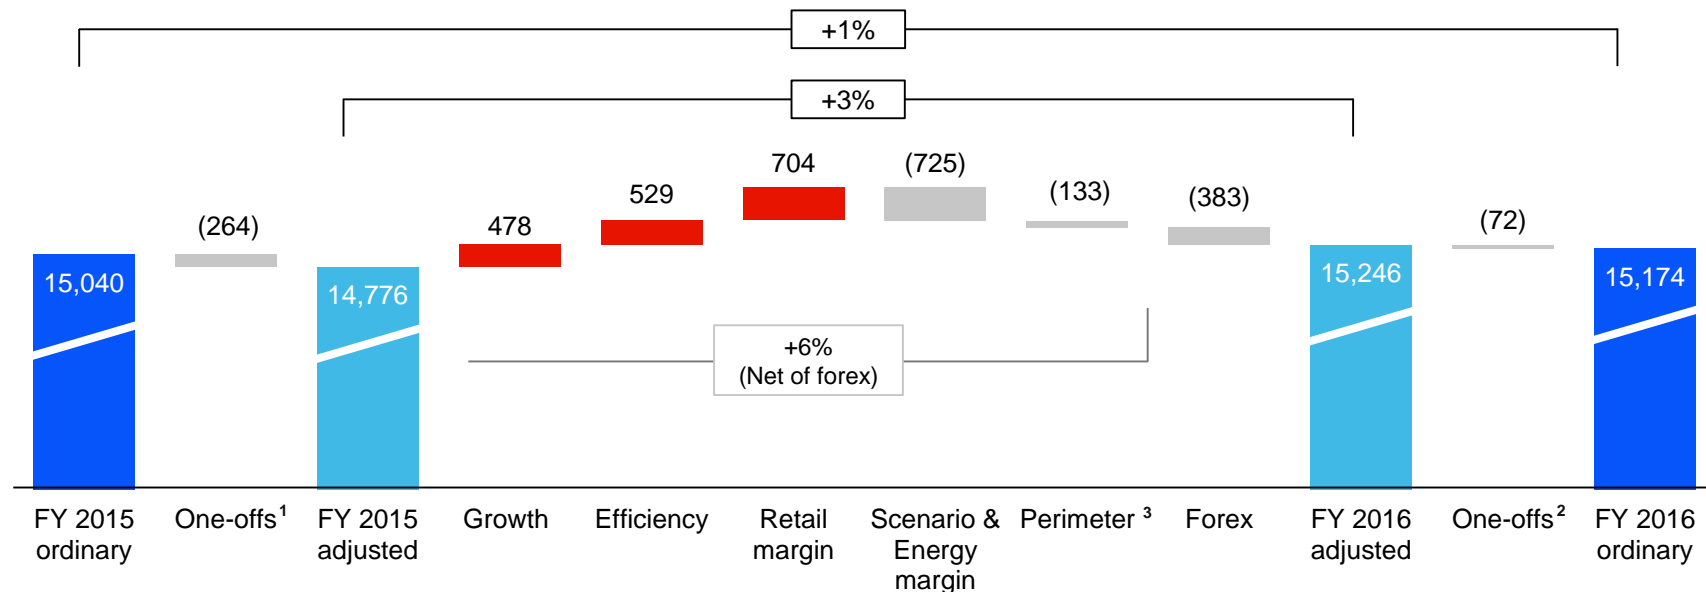 +1%
+3%
704
(725)
529
(133)
(383)
478
(264)
(72)
15,040
14,776
15,246
15,174
+6%
(Net of forex)
FY 2015
ordinary
One-offs¹
FY 2015
adjusted
Growth
Efficiency
Retail
margin
Scenario &
Energy
margin
Perimeter ³
Forex
FY 2016
adjusted
One-offs²
FY 2016
ordinary